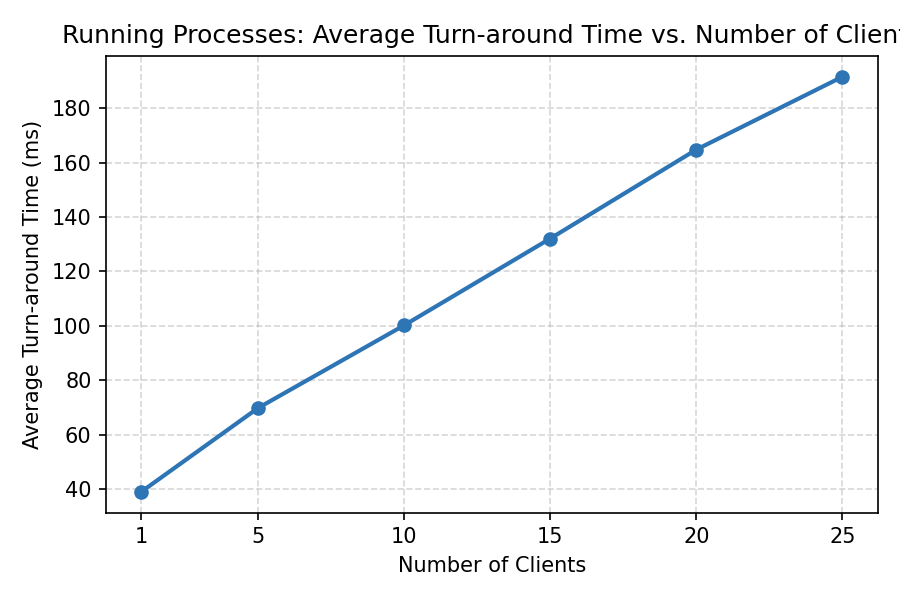 Running Processes: Average Turn-around Time vs. Number of Clien
Average Turn-around Time (ms)
180
160
140
120
100
80
60
40
1 5 10 15 20 25
Number of Clients